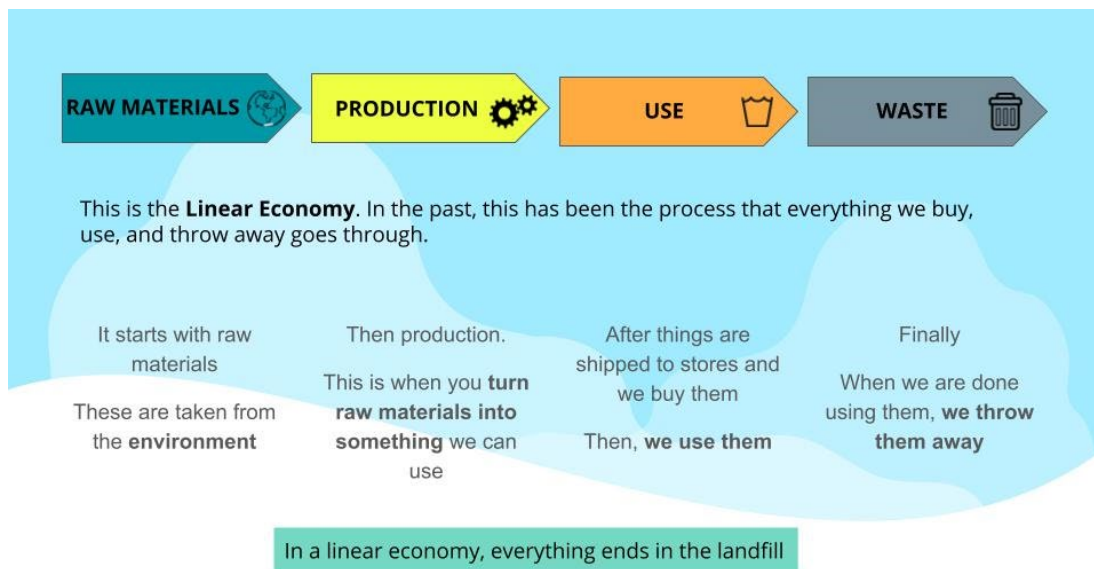 RAW MATERIALS
PRODUCTION
USE
WASTE
This is the Linear Economy. In the past, this has been the process that everything we buy,
use, and throw away goes through.
It starts with raw
materials
These are taken from
the environment
Then production.
This is when you turn
raw materials into
something we can
use
After things are
shipped to stores and
we buy them
Then, we use them
Finally
When we are done
using them, we throw
them away
In a linear economy, everything ends in the landfill